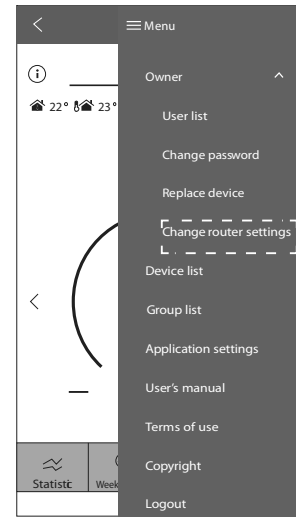 Menu
Owner
22° 23°
User list
Change password
Replace device
Change router settings
Device list
Group list
Application settings
User's manual
Terms of use
Copyright
Statistic Week
Logout